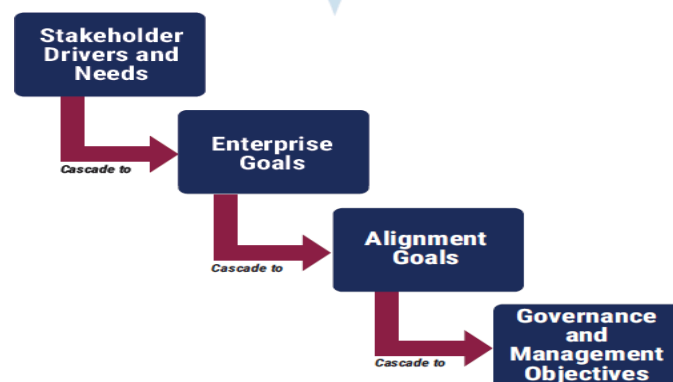 Stakeholder
Drivers and
Needs
Cascade to
Enterprise
Goals
Cascade to
Alignment
Goals
Cascade to
Governance
and
Management
Objectives